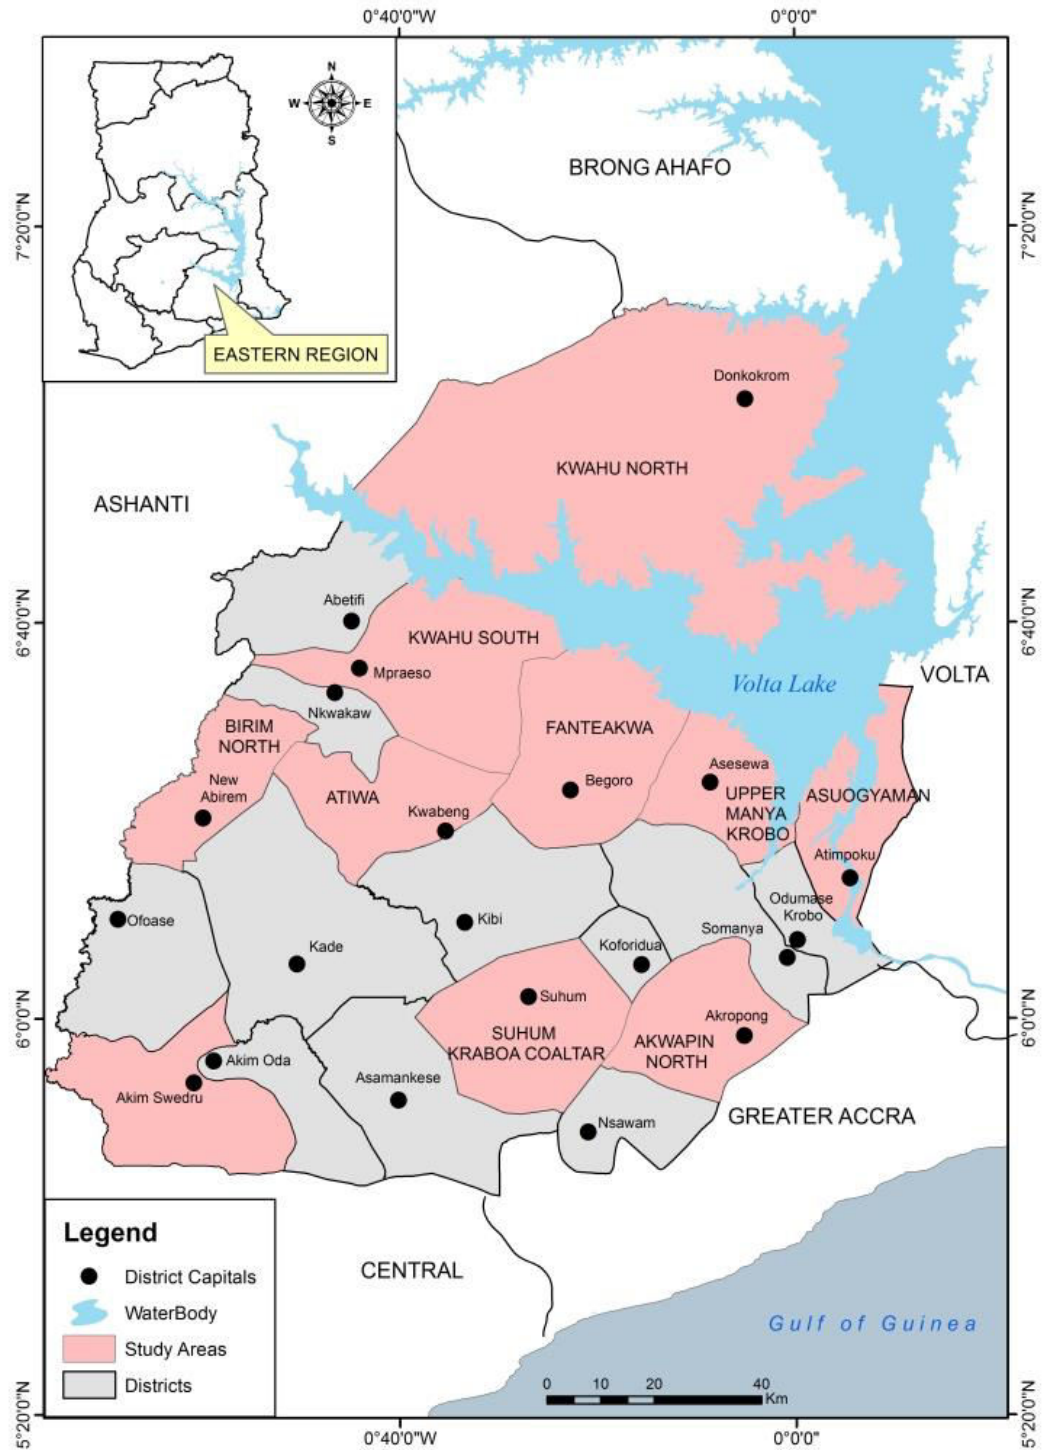 0°40'0"W
0°0'0"
N
W
E
S
BRONG AHAFO
7°20'0"N
7°20'0"N
EASTERN REGION
Donkokrom
KWAHU NORTH
ASHANTI
Abetifi
6°40'0"N
6°40'0"N
KWAHU SOUTH
Mpraeso
VOLTA
Volta Lake
Nkwakaw
BIRIM
NORTH
FANTEAKWA
Asesewa
New
Abirem
ATIWA
Begoro
UPPER
MANYA
KROBO
ASUOGYAMAN
Kwabeng
Atimpoku
Odumase
Krobo
Ofoase
Kibi
Somanya
Kade
Koforidua
Suhum
6°0'0"N
6°0'0"N
Akropong
SUHUM
KRABOA COALTAR
AKWAPIN
NORTH
Akim Oda
Asamankese
Akim Swedru
Nsawam
GREATER ACCRA
Legend
District Capitals
WaterBody
Study Areas
Districts
CENTRAL
Gulf of Guinea
0 10 20 40
Km
5°20'0"N
5°20'0"N
0°40'0"W
0°0'0"